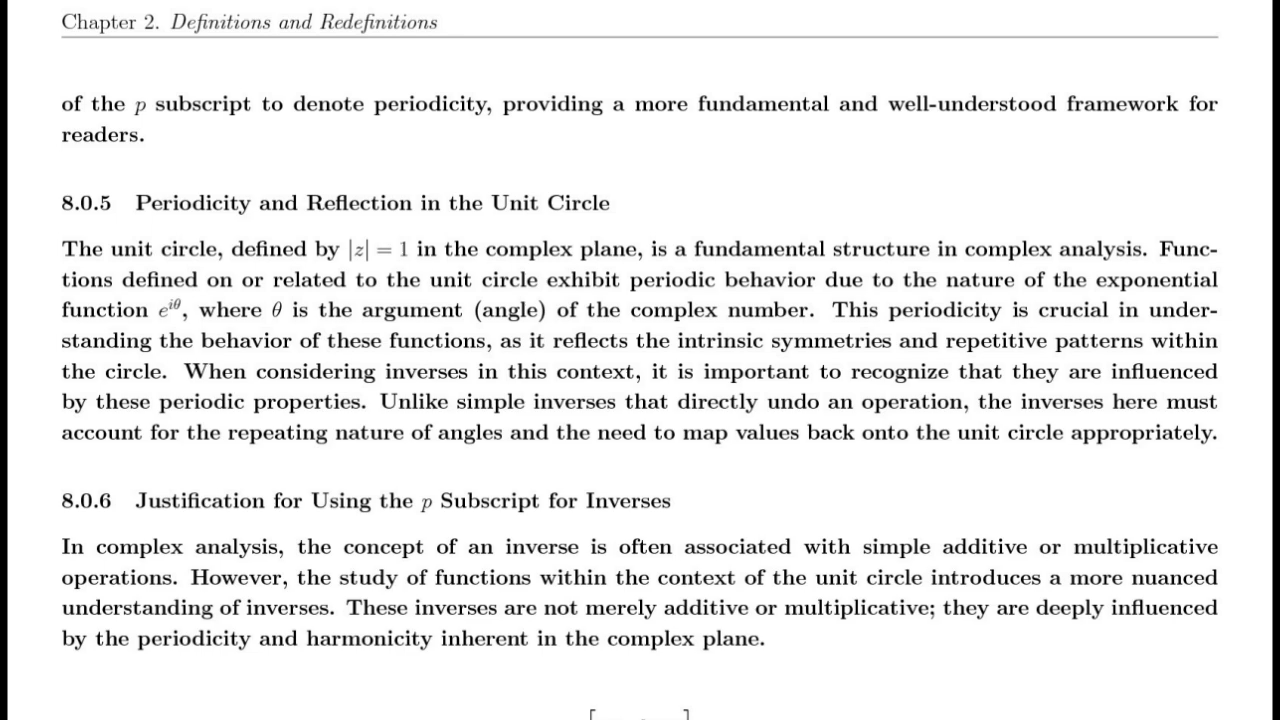 Chapter 2. Definitions and Redefinitions
of the p subscript to denote periodicity, providing a more fundamental and well-understood framework for
readers.
8.0.5 Periodicity and Reflection in the Unit Circle
The unit circle, defined by |z| = 1 in the complex plane, is a fundamental structure in complex analysis. Func-
tions defined on or related to the unit circle exhibit periodic behavior due to the nature of the exponential
function e^{iθ}, where θ is the argument (angle) of the complex number. This periodicity is crucial in under-
standing the behavior of these functions, as it reflects the intrinsic symmetries and repetitive patterns within
the circle. When considering inverses in this context, it is important to recognize that they are influenced
by these periodic properties. Unlike simple inverses that directly undo an operation, the inverses here must
account for the repeating nature of angles and the need to map values back onto the unit circle appropriately.
8.0.6 Justification for Using the p Subscript for Inverses
In complex analysis, the concept of an inverse is often associated with simple additive or multiplicative
operations. However, the study of functions within the context of the unit circle introduces a more nuanced
understanding of inverses. These inverses are not merely additive or multiplicative; they are deeply influenced
by the periodicity and harmonicity inherent in the complex plane.